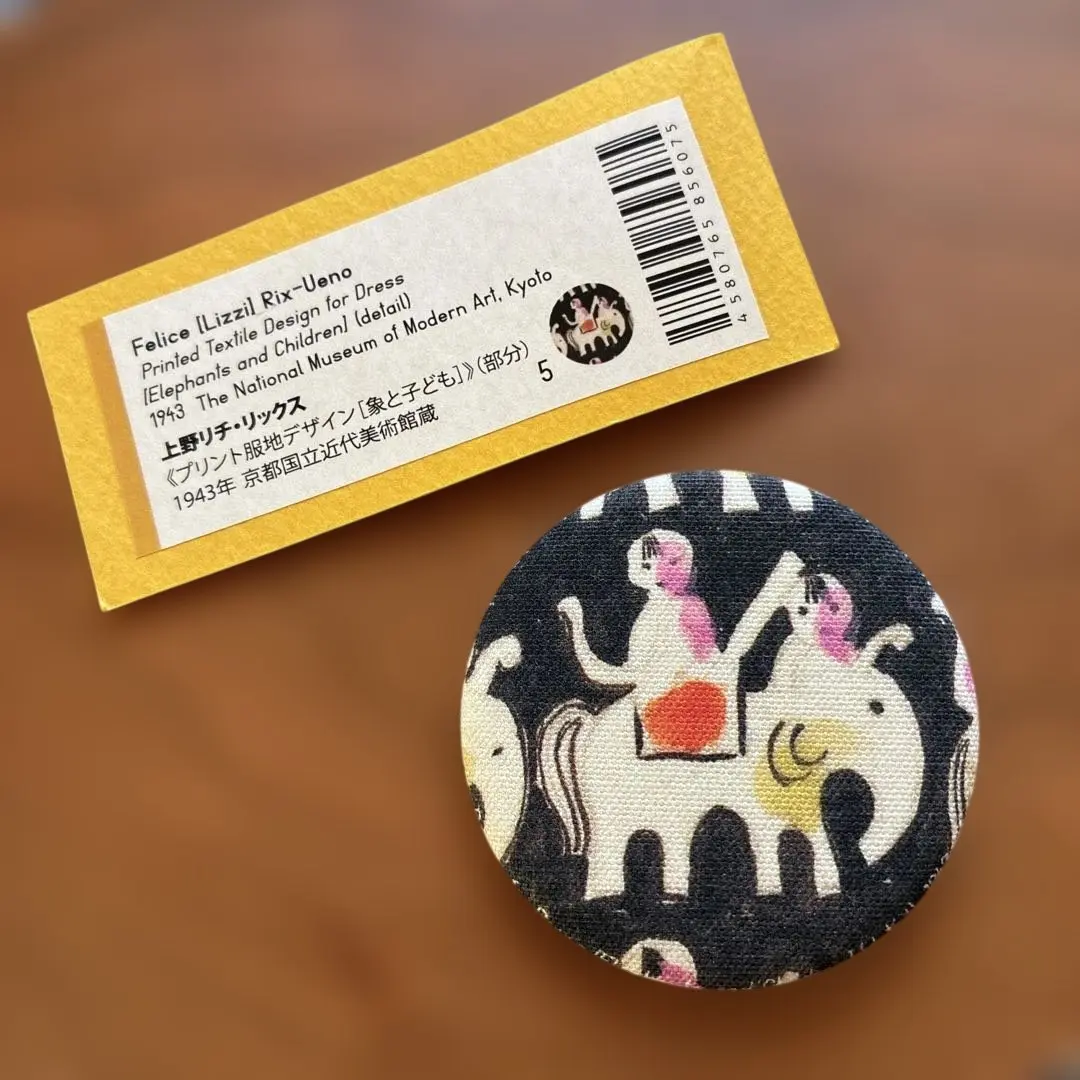 Felice [Lizzi] Rix-Ueno
Printed Textile Design for Dress
[Elephants and Children] (detail)
1943 The National Museum of Modern Art, Kyoto
上野リチ・リックス
《プリント服地デザイン[象と子ども]》(部分)
1943年 京都国立近代美術館蔵
5
4 580765 856075